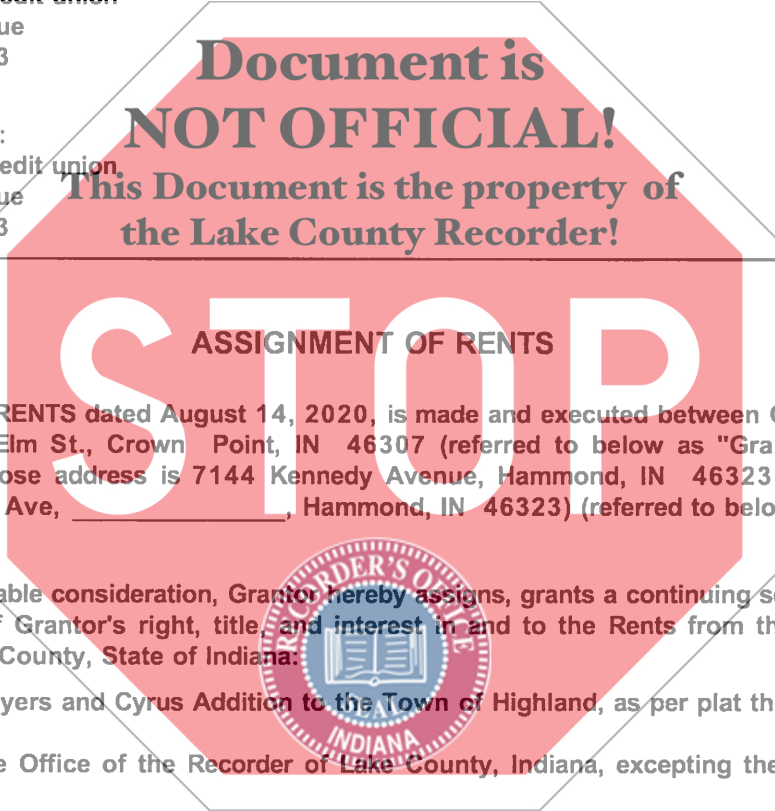 edit union
ue
3
Document is
NOT OFFICIAL!
:
edit union
This Document is the property of
ue
3
the Lake County Recorder!
STOP
ASSIGNMENT OF RENTS
RENTS dated August 14, 2020, is made and executed between
Elm St., Crown Point, IN 46307 (referred to below as "Gra
ose address is 7144 Kennedy Avenue, Hammond, IN 46323
Ave, _______________, Hammond, IN 46323) (referred to belo
able consideration, Grantor hereby assigns, grants a continuing se
f Grantor's right, title, and interest in and to the Rents from th
County, State of Indiana:
yers and Cyrus Addition to the Town of Highland, as per plat th
e Office of the Recorder of Lake County, Indiana, excepting the
RECORDER'S OFFICE
SEAL
INDIANA